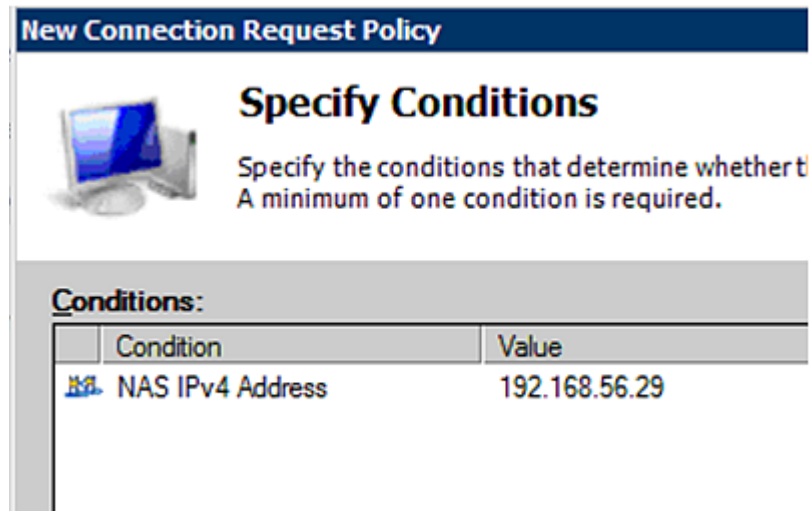 New Connection Request Policy
Specify Conditions
Specify the conditions that determine whether
A minimum of one condition is required.
Conditions:
Condition Value
NAS IPv4 Address 192.168.56.29